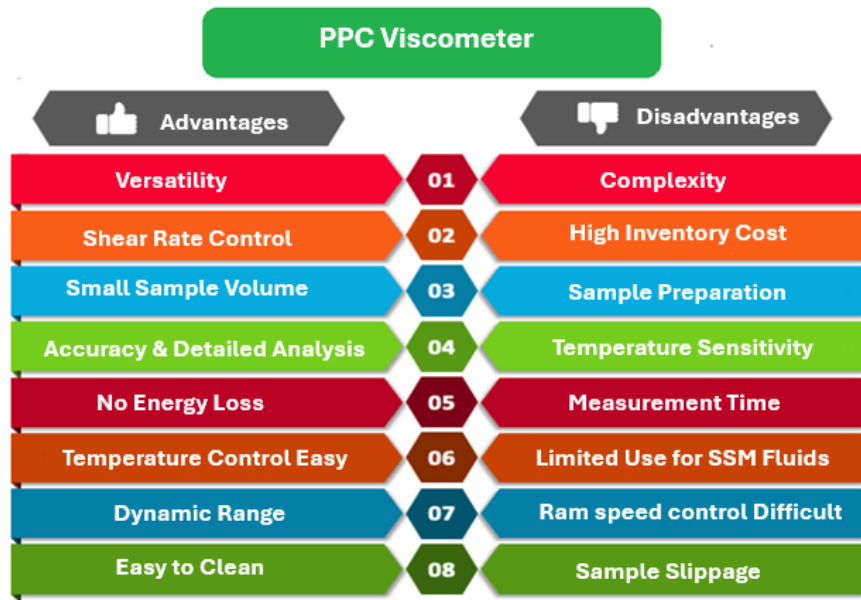 PPC Viscometer
Advantages
Disadvantages
Versatility 01 Complexity
Shear Rate Control 02 High Inventory Cost
Small Sample Volume 03 Sample Preparation
Accuracy & Detailed Analysis 04 Temperature Sensitivity
No Energy Loss 05 Measurement Time
Temperature Control Easy 06 Limited Use for SSM Fluids
Dynamic Range 07 Ram speed control Difficult
Easy to Clean 08 Sample Slippage